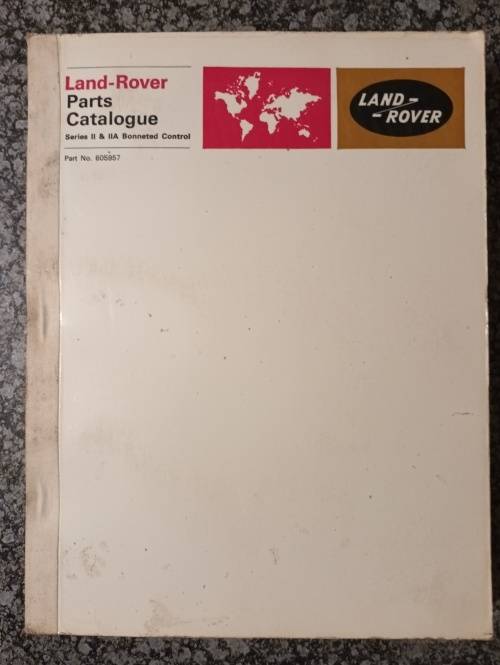 Land-Rover
Parts
Catalogue
Series II & IIA Bonneted Control
Part No. 605957
LAND-
-ROVER